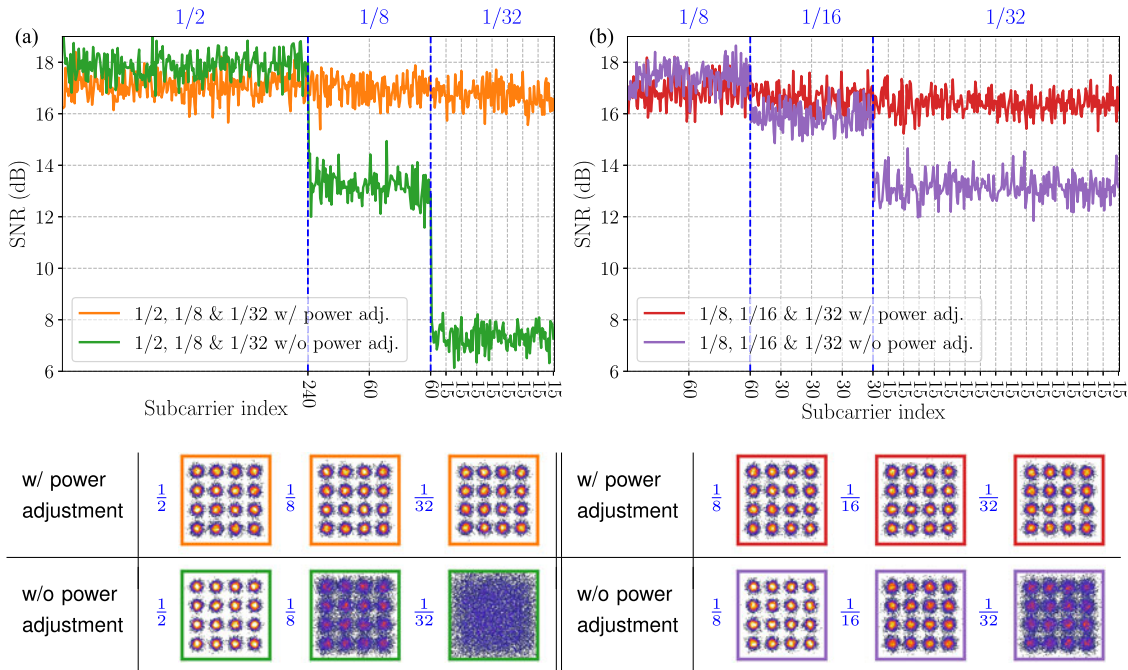 1/2 1/8 1/32
(a)
18
16
14
12
10
8
6
SNR (dB)
1/2, 1/8 & 1/32 w/ power adj.
1/2, 1/8 & 1/32 w/o power adj.
240 60 60 15 15 15 15 15 15 15 15
Subcarrier index
1/8 1/16 1/32
(b)
18
16
14
12
10
8
6
SNR (dB)
1/8, 1/16 & 1/32 w/ power adj.
1/8, 1/16 & 1/32 w/o power adj.
60 60 30 30 30 30 15 15 15 15 15 15 15 15 15 15 15 15 15 15 15 15
Subcarrier index
w/ power
adjustment
1/2 1/8 1/32
w/ power
adjustment
1/8 1/16 1/32
w/o power
adjustment
1/2 1/8 1/32
w/o power
adjustment
1/8 1/16 1/32